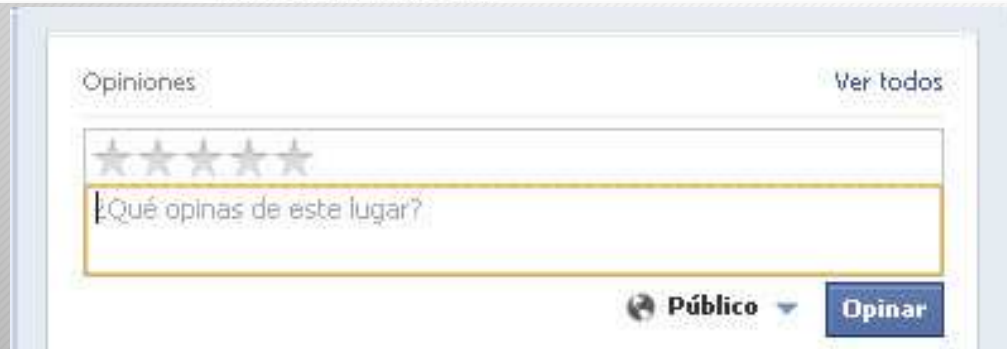 Opiniones Ver todos
¿Qué opinas de este lugar?
Público Opinar